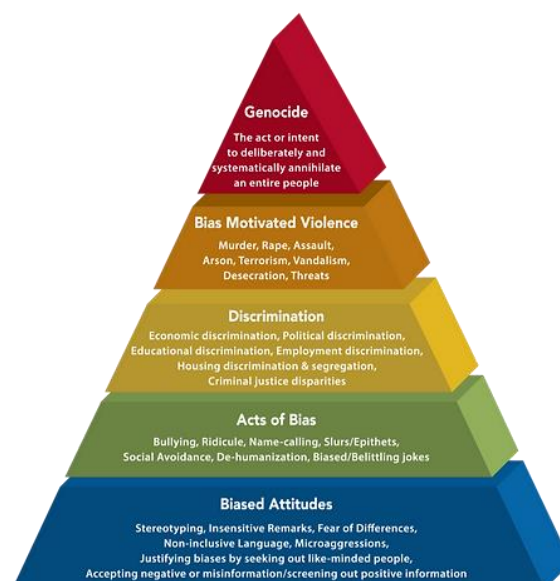 Genocide
The act or intent
to deliberately and
systematically annihilate
an entire people
Bias Motivated Violence
Murder, Rape, Assault,
Arson, Terrorism, Vandalism,
Desecration, Threats
Discrimination
Economic discrimination, Political discrimination,
Educational discrimination, Employment discrimination,
Housing discrimination & segregation,
Criminal justice disparities
Acts of Bias
Bullying, Ridicule, Name-calling, Slurs/Epithets,
Social Avoidance, De-humanization, Biased/Belittling jokes
Biased Attitudes
Stereotyping, Insensitive Remarks, Fear of Differences,
Non-inclusive Language, Microaggressions,
Justifying biases by seeking out like-minded people,
Accepting negative or misinformation/screening out positive information